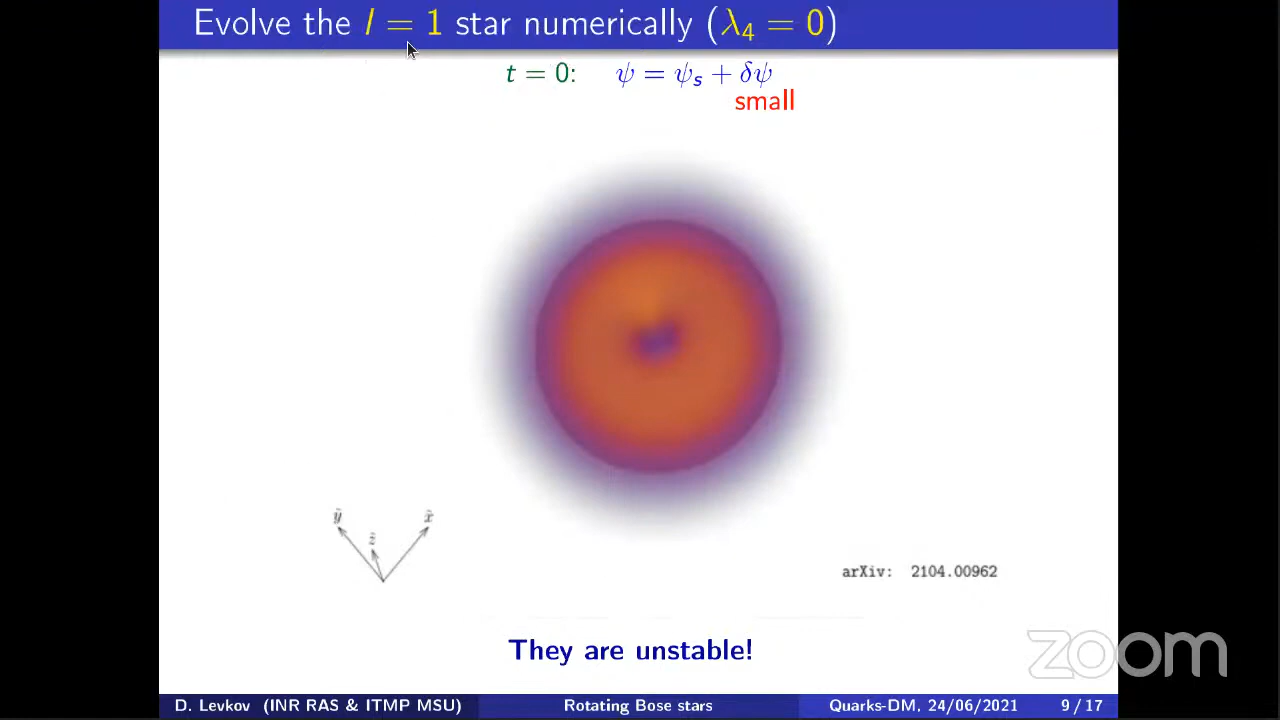 Evolve the l = 1 star numerically (λ₄ = 0)
t = 0: ψ = ψₛ + δψ
small
ỹ x̃
z̃
arXiv: 2104.00962
They are unstable!
zoom
D. Levkov (INR RAS & ITMP MSU) Rotating Bose stars Quarks-DM, 24/06/2021 9 / 17